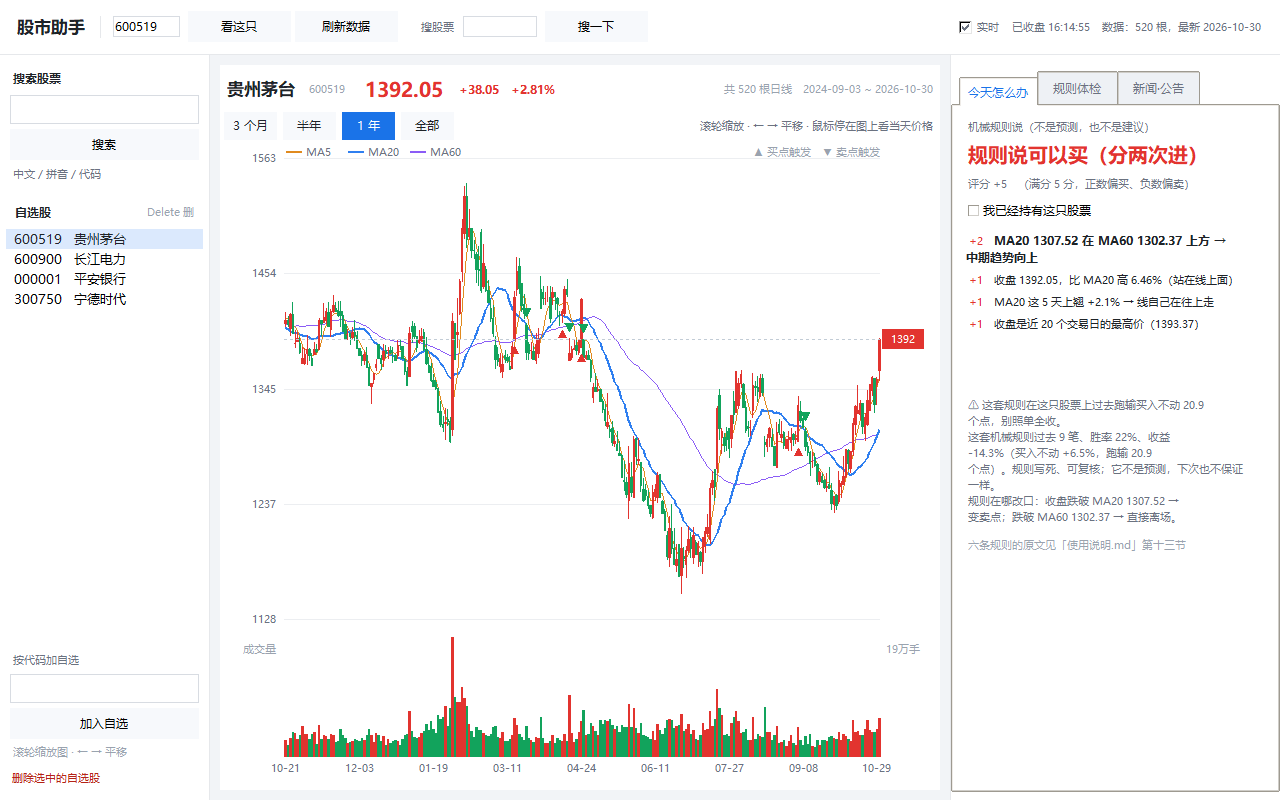 股市助手
600519
看这只
刷新数据
搜股票
搜一下
实时
已收盘 16:14:55
数据：520 根，最新 2026-10-30
搜索股票
搜索
中文 / 拼音 / 代码
自选股
Delete 删
600519 贵州茅台
600900 长江电力
000001 平安银行
300750 宁德时代
按代码加自选
加入自选
滚轮缩放图 · ←→ 平移
删除选中的自选股
贵州茅台
600519
1392.05
+38.05
+2.81%
共 520 根日线
2024-09-03 ~ 2026-10-30
3 个月
半年
1 年
全部
滚轮缩放 · ←→ 平移 · 鼠标停在图上看当天价格
MA5
MA20
MA60
▲ 买点触发
▼ 卖点触发
1563
1454
1345
1237
1128
1392
成交量
19万手
10-21
12-03
01-19
03-11
04-24
06-11
07-27
09-08
10-29
今天怎么办
规则体检
新闻·公告
机械规则说（不是预测，也不是建议）
规则说可以买（分两次进）
评分 +5 （满分 5 分，正数偏买、负数偏卖）
我已经持有这只股票
+2 MA20 1307.52 在 MA60 1302.37 上方 →
中期趋势向上
+1 收盘 1392.05，比 MA20 高 6.46%（站在线上面）
+1 MA20 这 5 天上翘 +2.1% → 线自己在往上走
+1 收盘是近 20 个交易日的最高价（1393.37）
⚠ 这套规则在这只股票上过去跑输买入不动 20.9
个点，别照单全收。
这套机械规则过去 9 笔、胜率 22%、收益
-14.3%（买入不动 +6.5%，跑输 20.9
个点）。规则写死、可复核；它不是预测，下次也不保证
一样。
规则在哪改口：收盘跌破 MA20 1307.52 →
变卖点；跌破 MA60 1302.37 → 直接离场。
六条规则的原文见「使用说明.md」第十三节